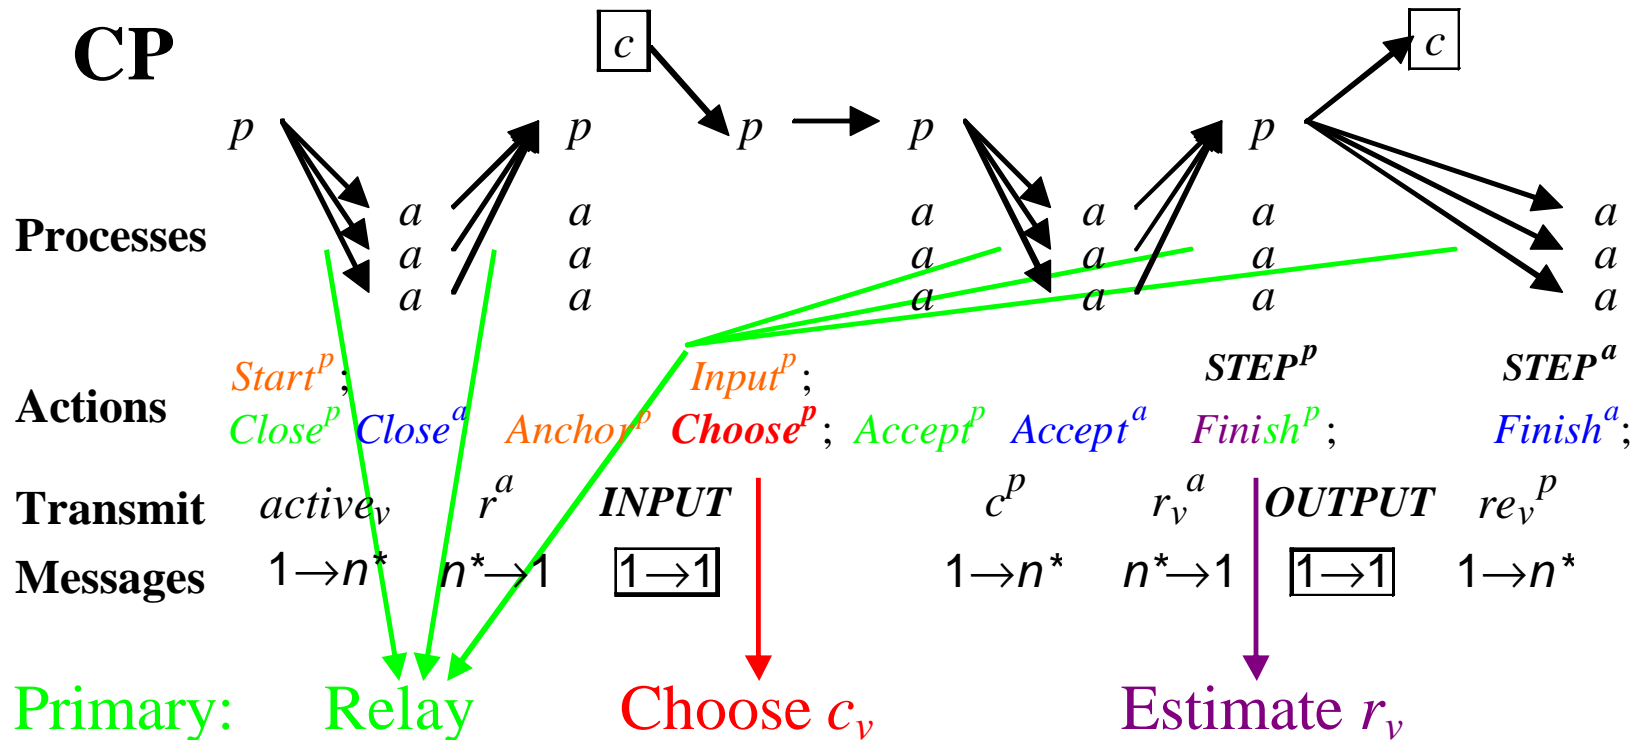 CP c c
p p p p p
a a a a a
Processes a a a a a
a a a a a
a
Start^p; Input^p; STEP^p STEP^a
Actions
Close^p Close^a Anchor^p Choose^p; Accept^p Accept^a Finish^p; Finish^a;
Transmit active_v r^a INPUT c^p r_v^a OUTPUT re_v^p
Messages 1→n* n*→1 1→1 1→n* n*→1 1→1 1→n*
Primary: Relay Choose c_v Estimate r_v